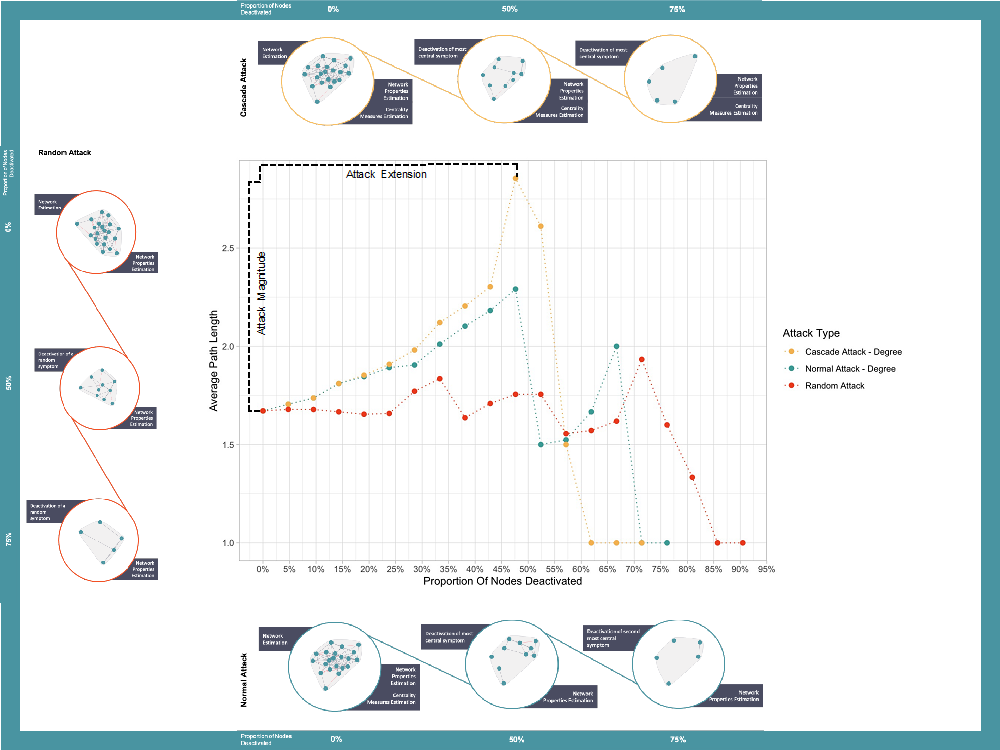 Proportion of Nodes
Deactivated
0%
50%
75%
Cascade Attack
Network
Estimation
Network
Properties
Estimation
Centrality
Measures Estimation
Deactivation of most
central symptom
Network
Properties
Estimation
Centrality
Measures Estimation
Deactivation of most
central symptom
Network
Properties
Estimation
Centrality
Measures Estimation
Proportion of Nodes
Deactivated
0%
50%
75%
Random Attack
Network
Estimation
Network
Properties
Estimation
Deactivation of a
random
symptom
Network
Properties
Estimation
Deactivation of a
random
symptom
Network
Properties
Estimation
Attack Extension
Attack Magnitude
Average Path Length
2.5
2.0
1.5
1.0
0% 5% 10% 15% 20% 25% 30% 35% 40% 45% 50% 55% 60% 65% 70% 75% 80% 85% 90% 95%
Proportion Of Nodes Deactivated
Attack Type
Cascade Attack - Degree
Normal Attack - Degree
Random Attack
Normal Attack
Network
Estimation
Network
Properties
Estimation
Centrality
Measures Estimation
Deactivation of most
central symptom
Network
Properties Estimation
Deactivation of second
most central
symptom
Network
Properties Estimation
Proportion of Nodes
Deactivated
0%
50%
75%